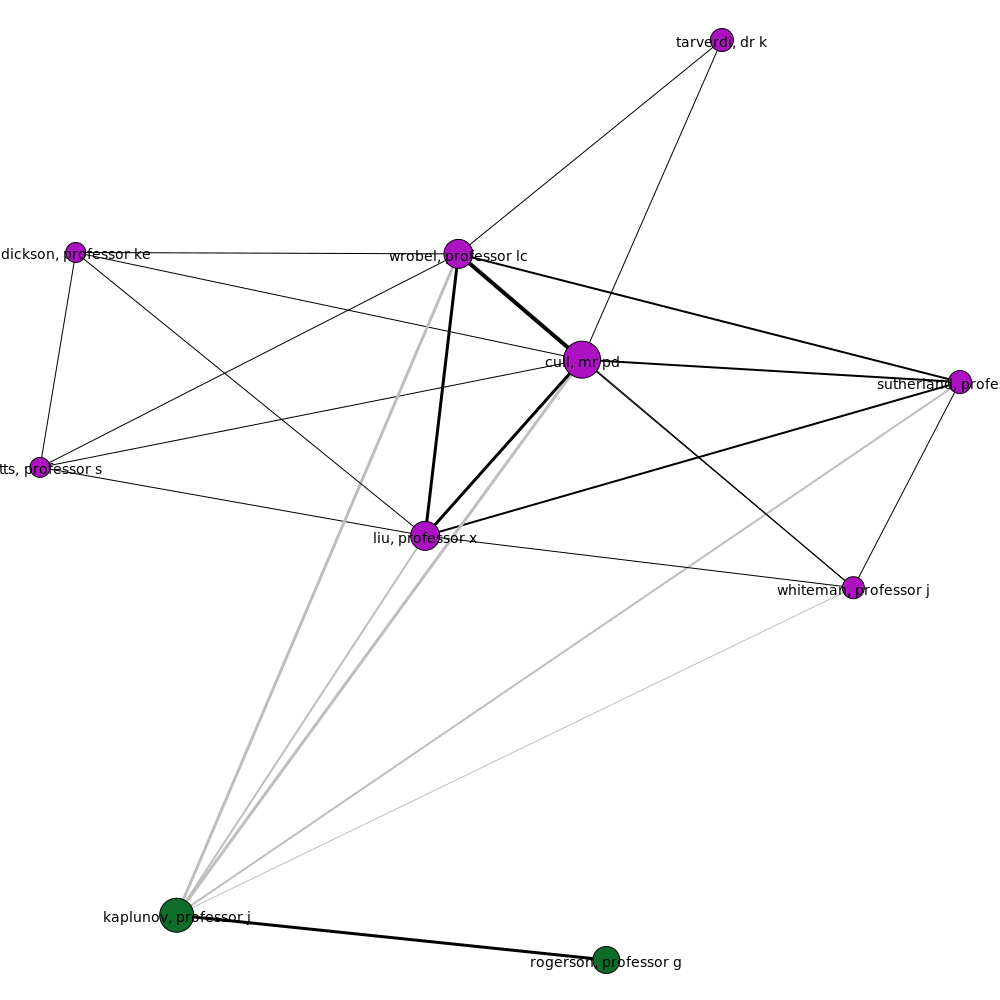 tarverdi, dr k
dickson, professor ke
wrobel, professor lc
cull, mr pd
sutherland, profe
tts, professor s
liu, professor x
whiteman, professor j
kaplunov, professor j
rogerson, professor g